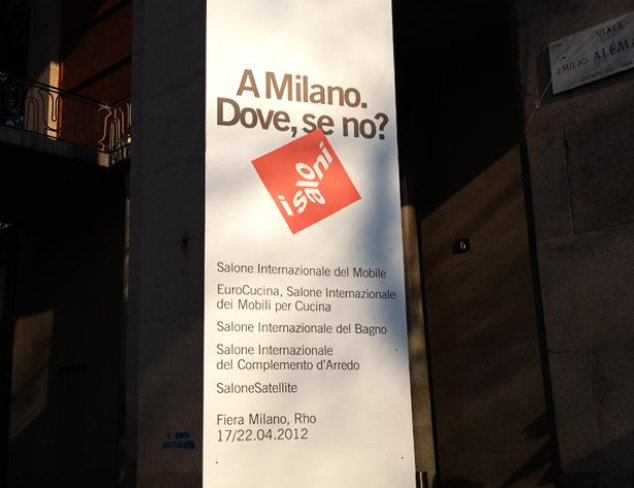 A Milano.
Dove, se no?
i saloni
Salone Internazionale del Mobile
EuroCucina, Salone Internazionale
dei Mobili per Cucina
Salone Internazionale del Bagno
Salone Internazionale
del Complemento d'Arredo
SaloneSatellite
Fiera Milano, Rho
17/22.04.2012
VIALE
EMILIO